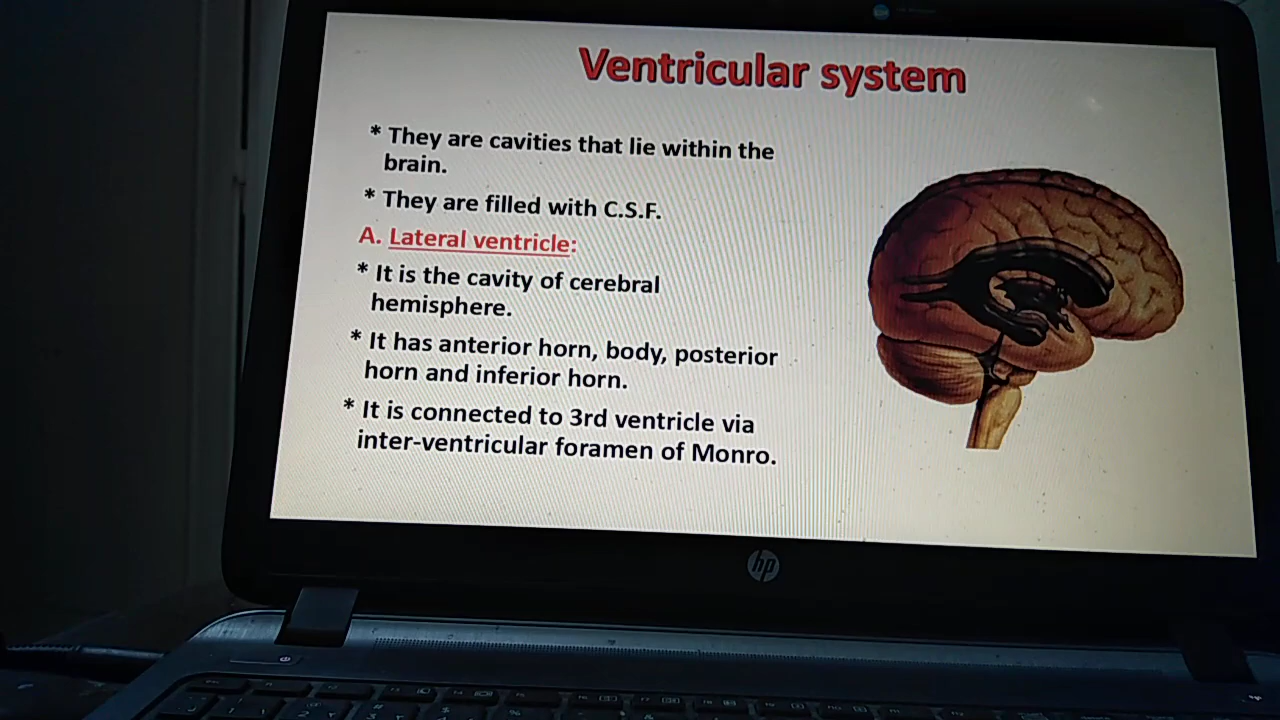 Ventricular system
* They are cavities that lie within the
brain.
* They are filled with C.S.F.
A. Lateral ventricle:
* It is the cavity of cerebral
hemisphere.
* It has anterior horn, body, posterior
horn and inferior horn.
* It is connected to 3rd ventricle via
inter-ventricular foramen of Monro.
hp